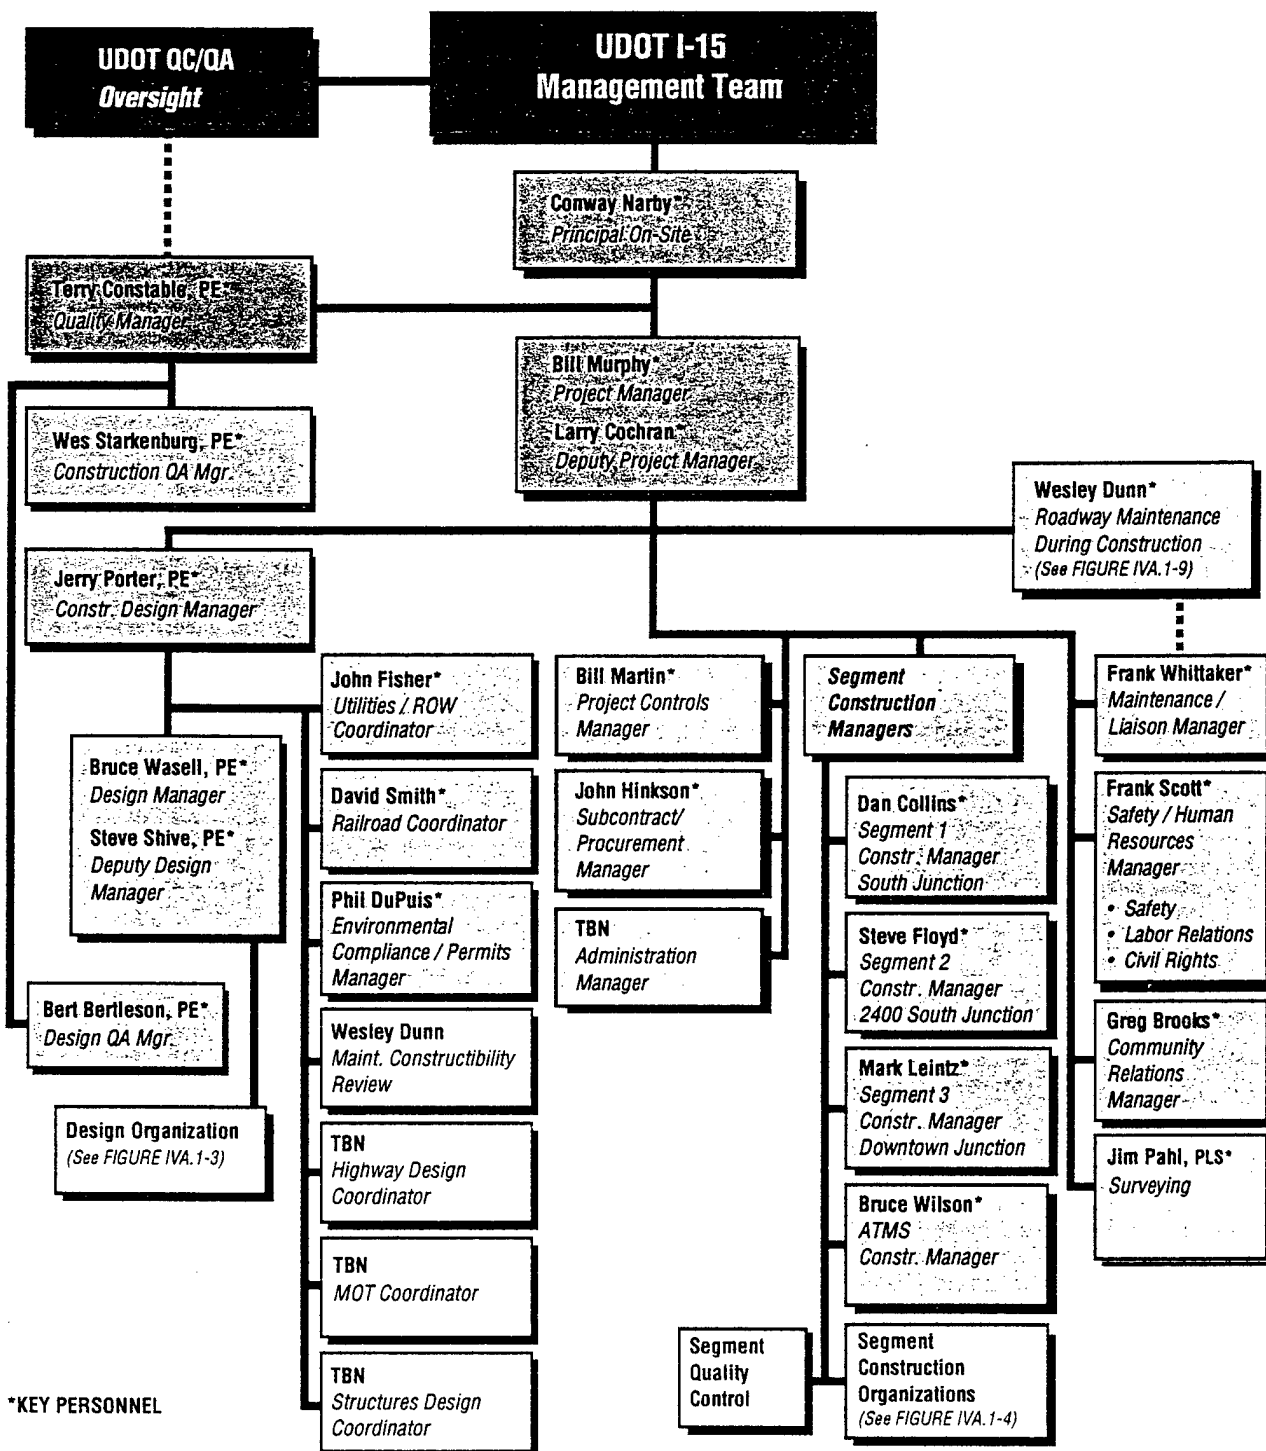 UDOT QC/QA
Oversight
UDOT I-15
Management Team
Conway Narby*
Principal On-Site
Terry Constable, PE*
Quality Manager
Bill Murphy*
Project Manager
Larry Cochran*
Deputy Project Manager
Wes Starkenburg, PE*
Construction QA Mgr.
Wesley Dunn*
Roadway Maintenance
During Construction
(See FIGURE IVA.1-9)
Jerry Porter, PE*
Constr. Design Manager
Bruce Wasell, PE*
Design Manager
Steve Shive, PE*
Deputy Design
Manager
Bert Bertleson, PE*
Design QA Mgr.
Design Organization
(See FIGURE IVA.1-3)
John Fisher*
Utilities / ROW
Coordinator
David Smith*
Railroad Coordinator
Phil DuPuis*
Environmental
Compliance / Permits
Manager
Wesley Dunn
Maint. Constructibility
Review
TBN
Highway Design
Coordinator
TBN
MOT Coordinator
TBN
Structures Design
Coordinator
Bill Martin*
Project Controls
Manager
John Hinkson*
Subcontract/
Procurement
Manager
TBN
Administration
Manager
Segment
Construction
Managers
Dan Collins*
Segment 1
Constr. Manager
South Junction
Steve Floyd*
Segment 2
Constr. Manager
2400 South Junction
Mark Leintz*
Segment 3
Constr. Manager
Downtown Junction
Bruce Wilson*
ATMS
Constr. Manager
Segment
Quality
Control
Segment
Construction
Organizations
(See FIGURE IVA.1-4)
Frank Whittaker*
Maintenance /
Liaison Manager
Frank Scott*
Safety / Human
Resources
Manager
• Safety
• Labor Relations
• Civil Rights
Greg Brooks*
Community
Relations
Manager
Jim Pahl, PLS*
Surveying
*KEY PERSONNEL